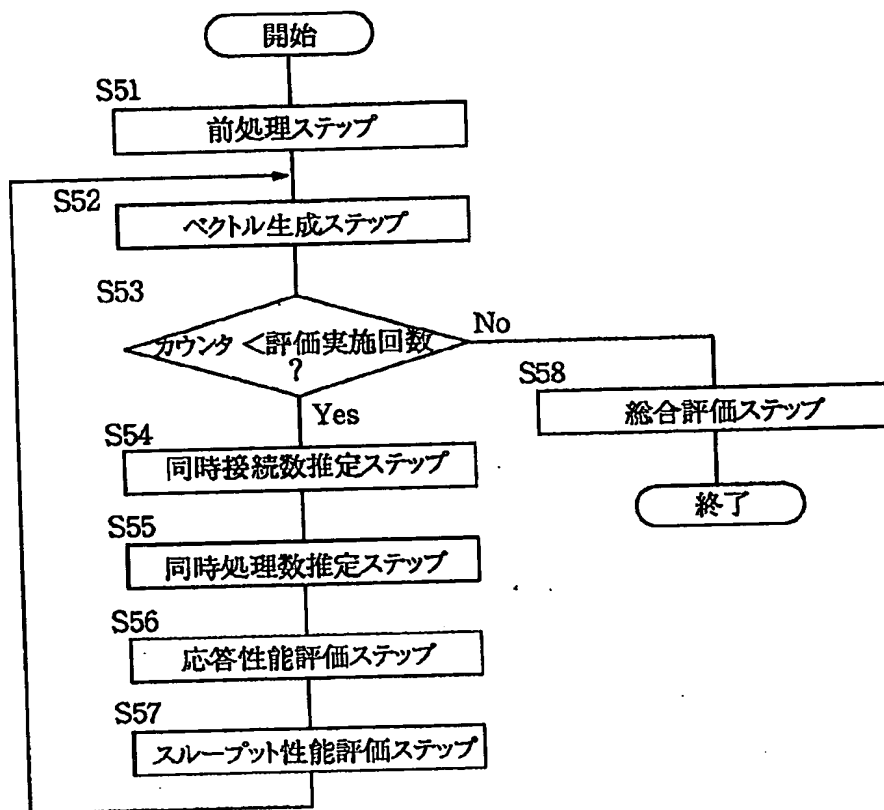 開始
S51
前処理ステップ
S52
ベクトル生成ステップ
S53
カウンタ <評価実施回数
?
No
Yes
S58
総合評価ステップ
終了
S54
同時接続数推定ステップ
S55
同時処理数推定ステップ
S56
応答性能評価ステップ
S57
スループット性能評価ステップ